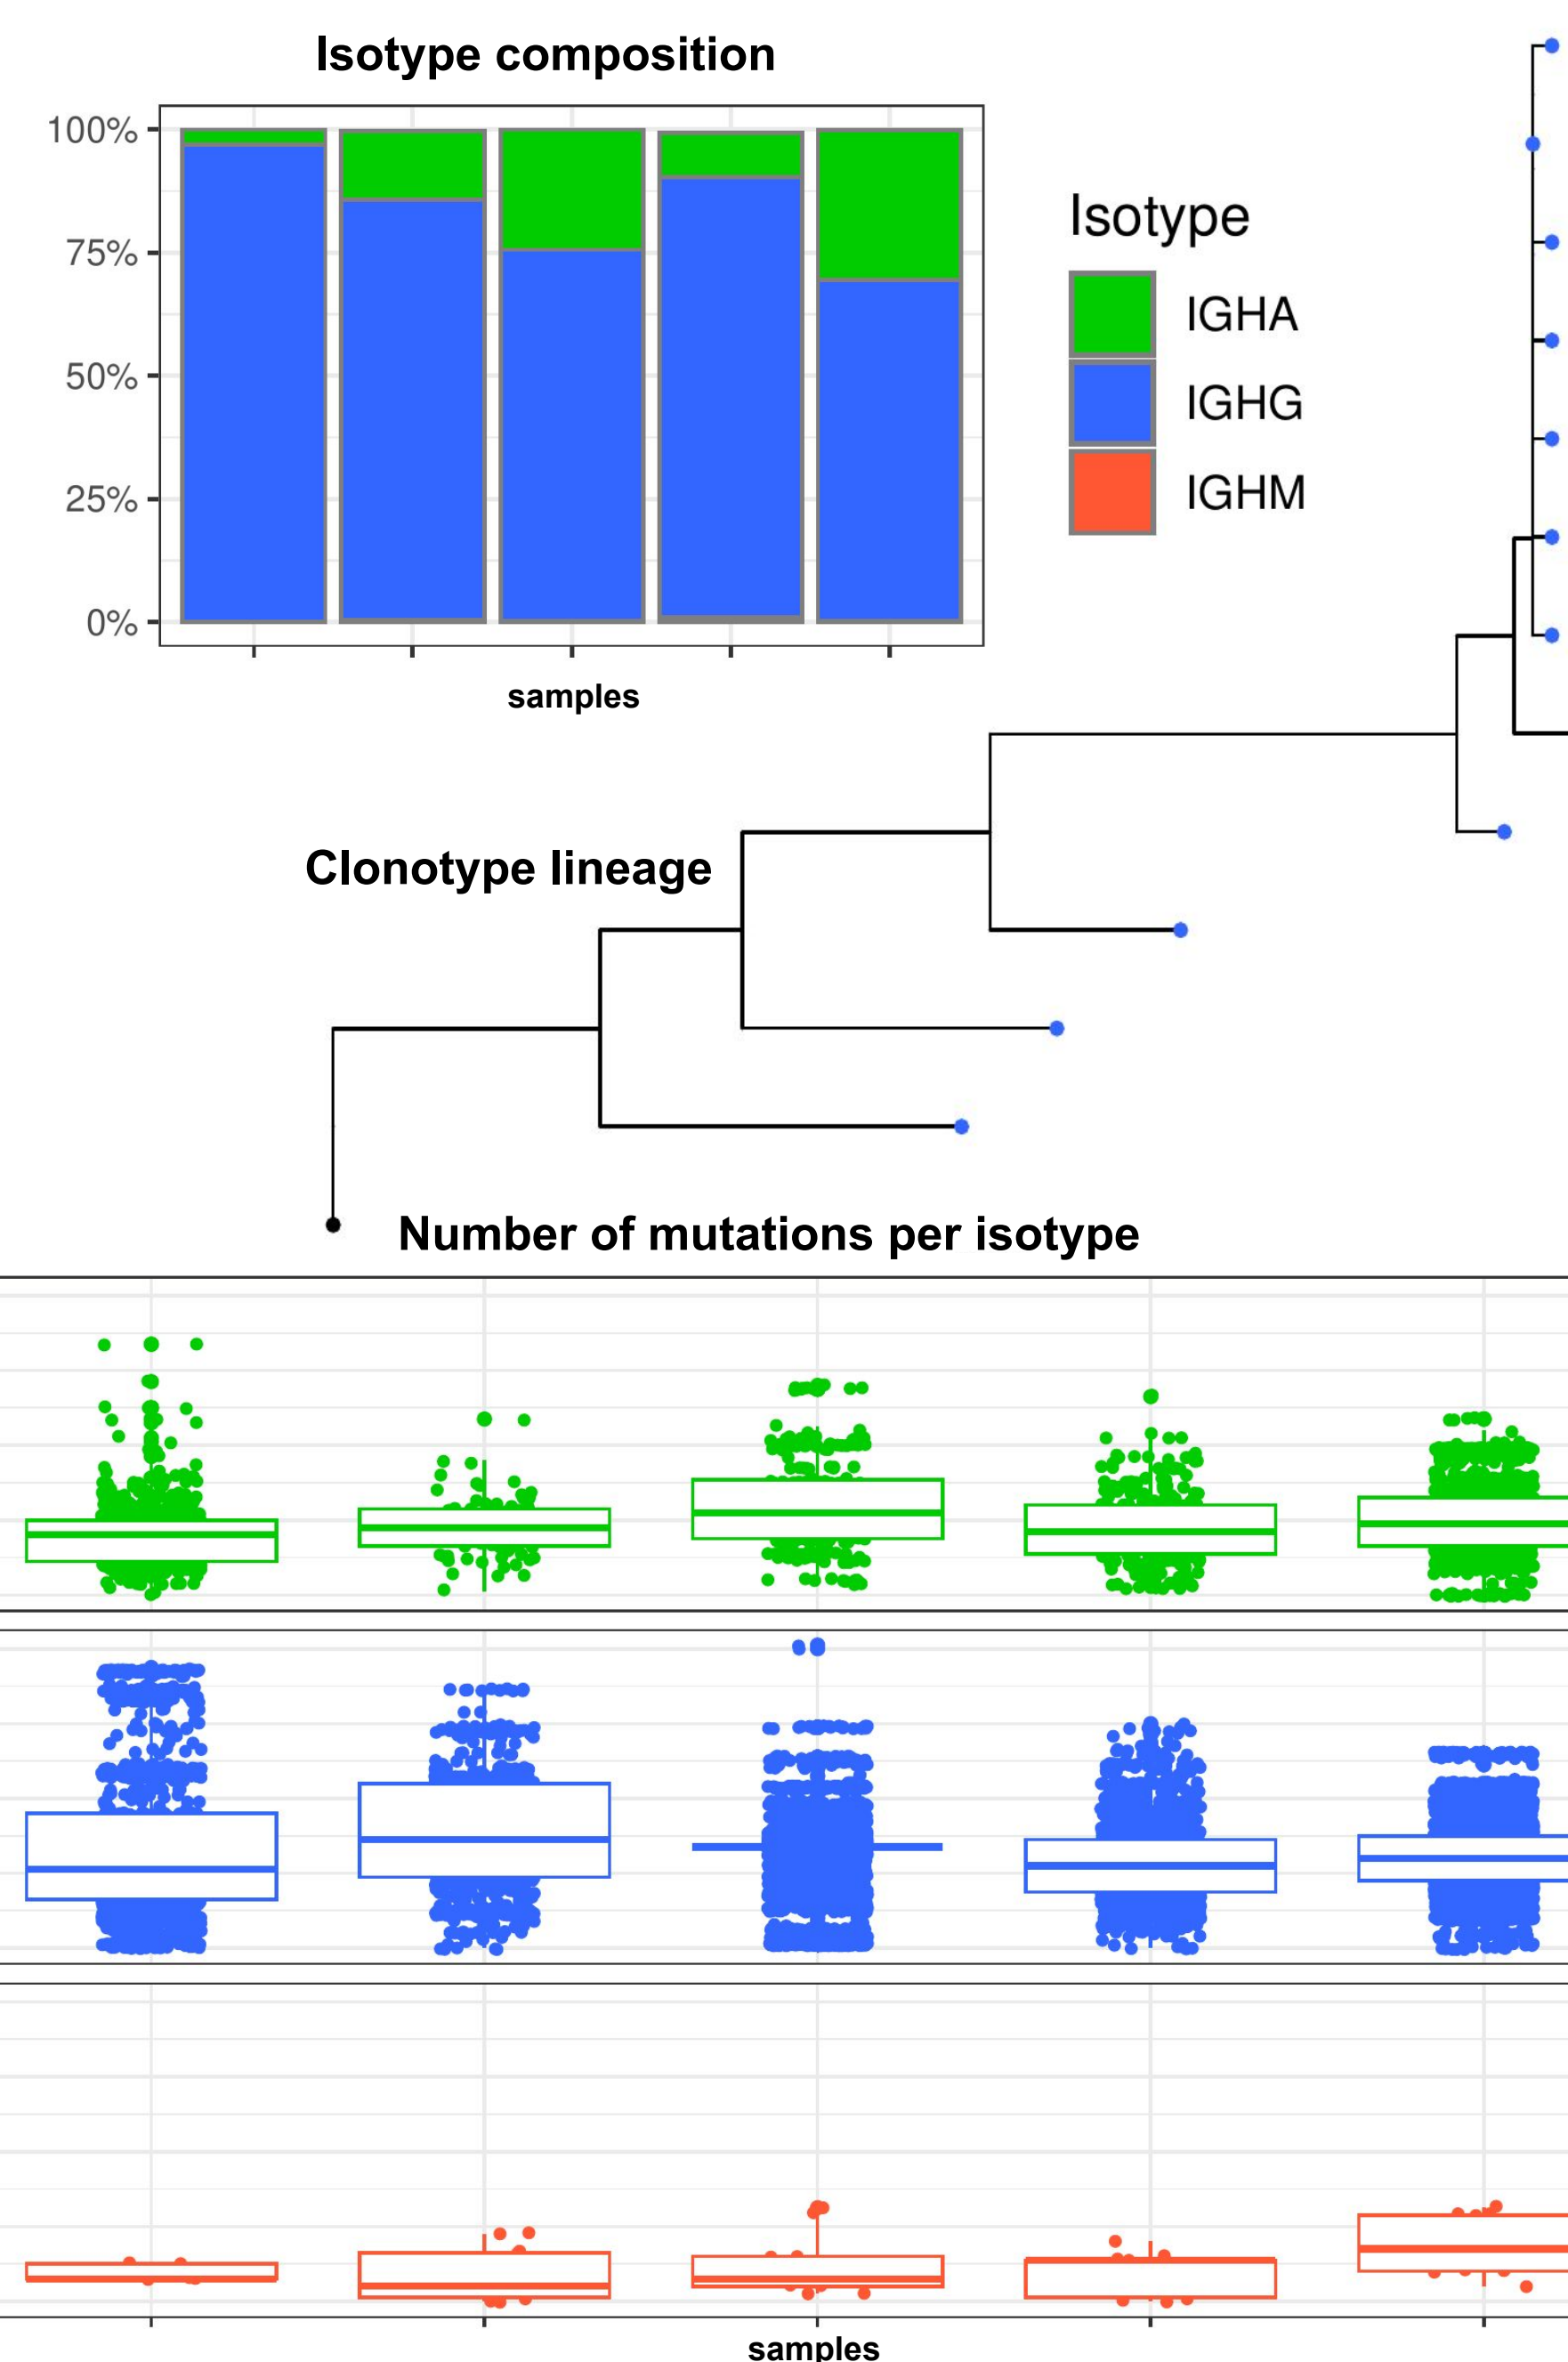 Isotype composition
100%
75%
50%
25%
0%
samples
Isotype
IGHA
IGHG
IGHM
Clonotype lineage
Number of mutations per isotype
samples